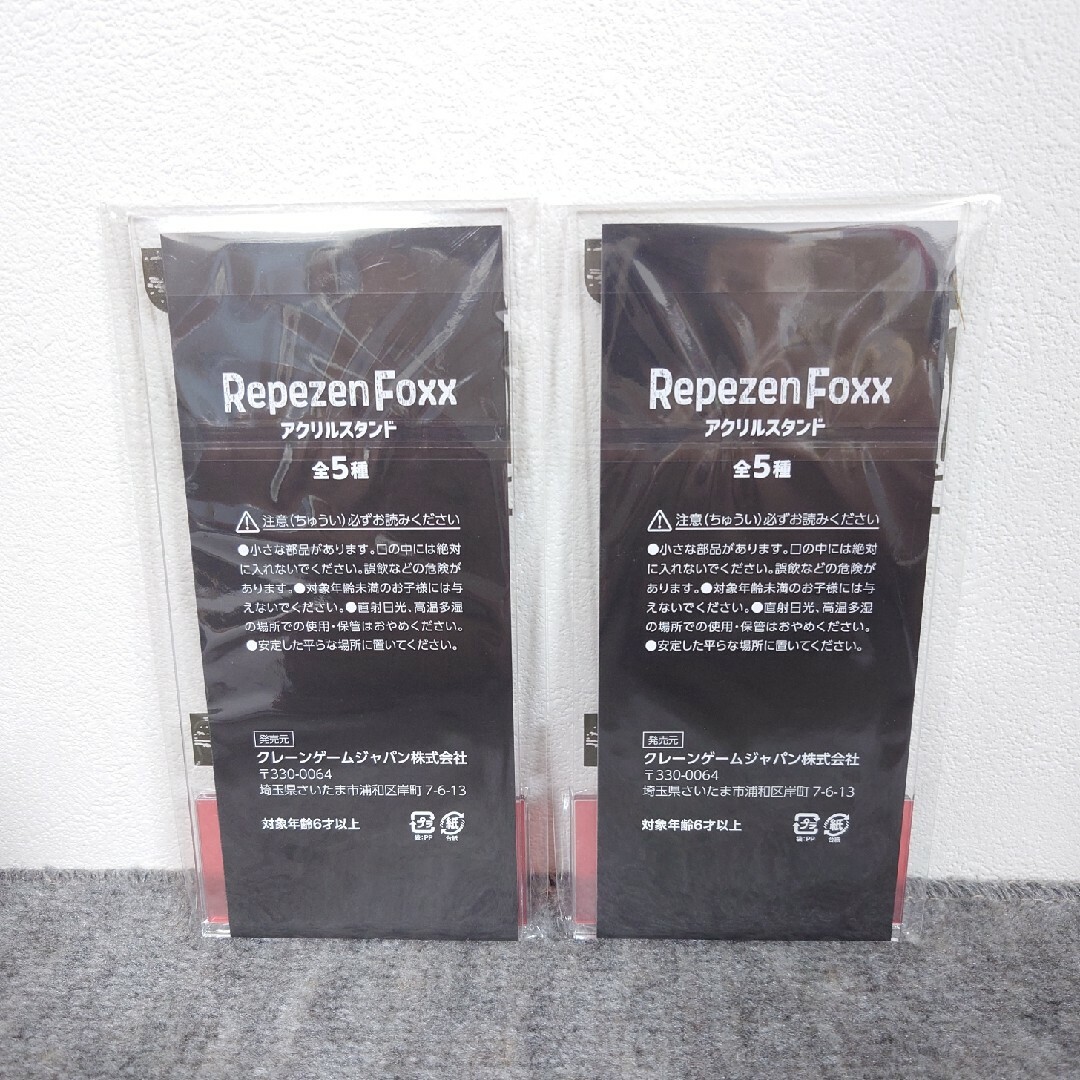 Repezen Foxx
アクリルスタンド
全5種
注意(ちゅうい)必ずお読みください
●小さな部品があります。口の中には絶対
に入れないでください。誤飲などの危険が
あります。●対象年齢未満のお子様には与
えないでください。●直射日光、高温多湿
の場所での使用・保管はおやめください。
●安定した平らな場所に置いてください。
発売元
クレーンゲームジャパン株式会社
〒330-0064
埼玉県さいたま市浦和区岸町 7-6-13
対象年齢6才以上
プラ
紙
袋:PP
台紙
Repezen Foxx
アクリルスタンド
全5種
注意(ちゅうい)必ずお読みください
●小さな部品があります。口の中には絶対
に入れないでください。誤飲などの危険が
あります。●対象年齢未満のお子様には与
えないでください。●直射日光、高温多湿
の場所での使用・保管はおやめください。
●安定した平らな場所に置いてください。
発売元
クレーンゲームジャパン株式会社
〒330-0064
埼玉県さいたま市浦和区岸町 7-6-13
対象年齢6才以上
プラ
紙
袋:PP
台紙